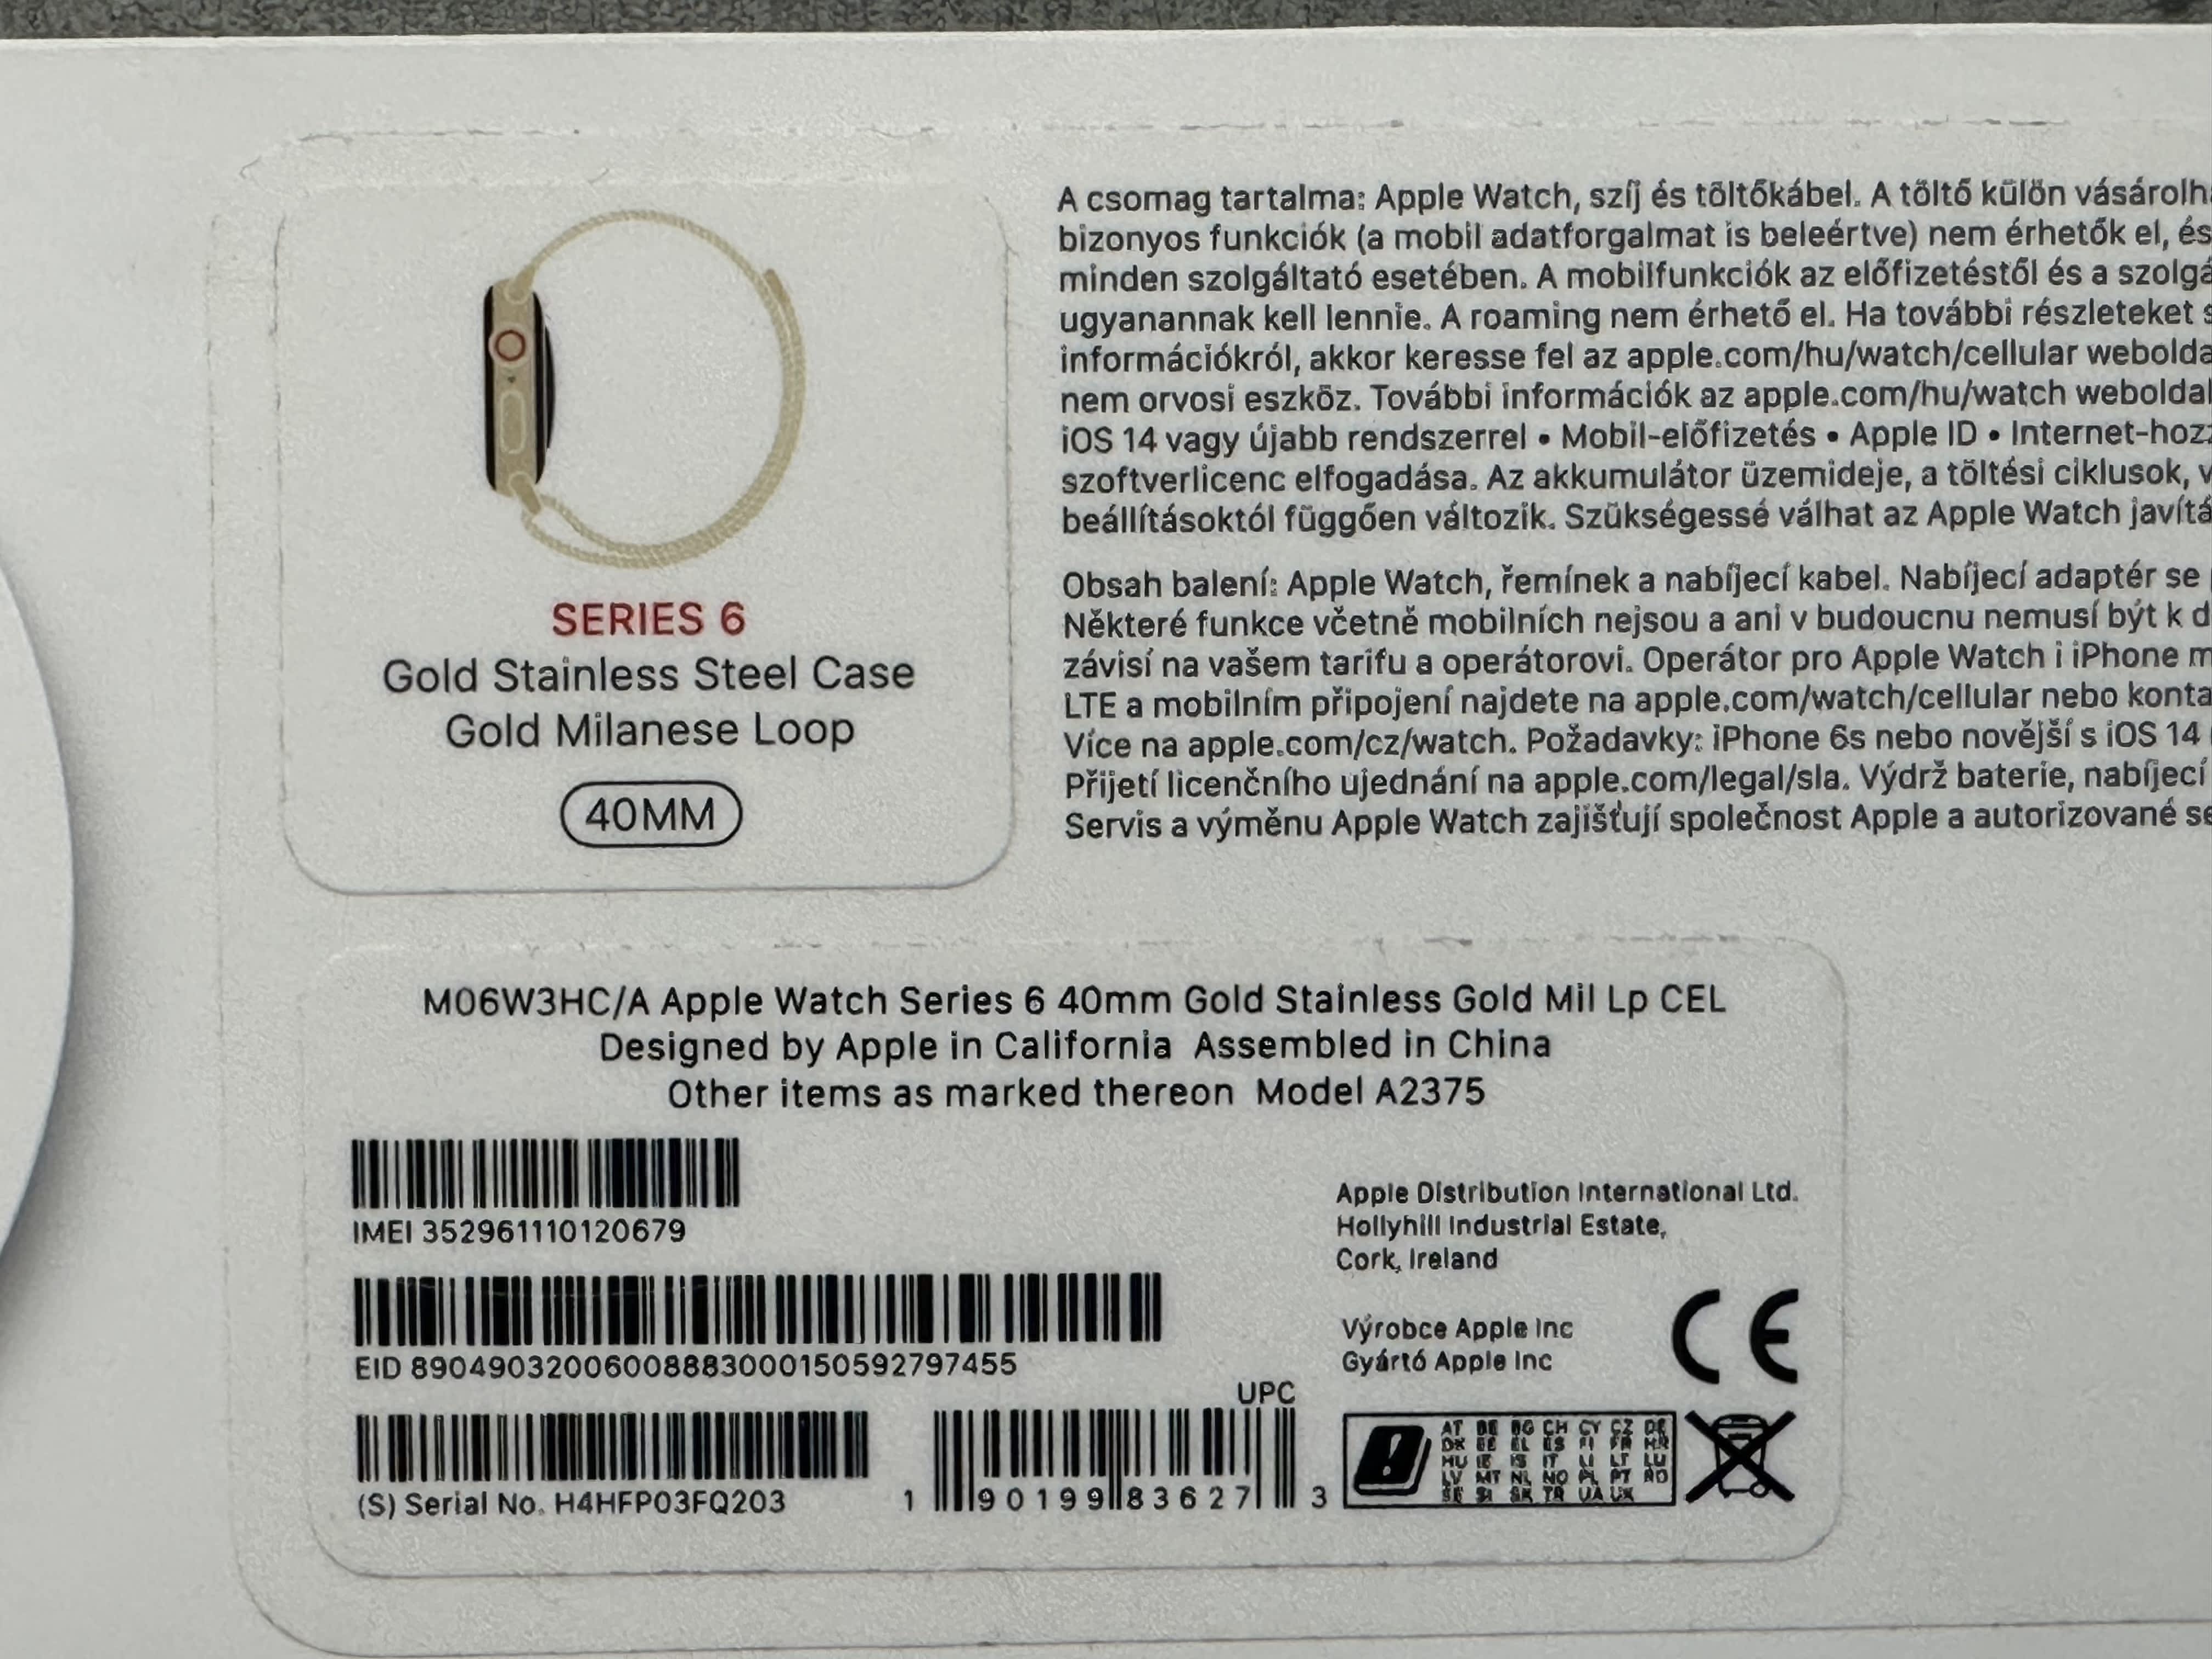 SERIES 6
Gold Stainless Steel Case
Gold Milanese Loop
40MM
A csomag tartalma: Apple Watch, szíj és töltőkábel. A töltő külön
bizonyos funkciók (a mobil adatforgalmat is beleértve) nem érhetők el, és
minden szolgáltató esetében. A mobilfunkciók az előfizetéstől és a
ugyanannak kell lennie. A roaming nem érhető el. Ha további részleteket
információkról, akkor keresse fel az apple.com/hu/watch/cellular
nem orvosi eszköz. További információk az apple.com/hu/watch
iOS 14 vagy újabb rendszerrel • Mobil-előfizetés • Apple ID •
szoftverlicenc elfogadása. Az akkumulátor üzemideje, a töltési ciklusok,
beállításoktól függően változik. Szükségessé válhat az Apple Watch
Obsah balení: Apple Watch, řemínek a nabíjecí kabel. Nabíjecí adaptér se
Některé funkce včetně mobilních nejsou a ani v budoucnu nemusí být k
závisí na vašem tarifu a operátorovi. Operátor pro Apple Watch i iPhone
LTE a mobilním připojení najdete na apple.com/watch/cellular nebo
Více na apple.com/cz/watch. Požadavky: iPhone 6s nebo novější s iOS 14
Přijetí licenčního ujednání na apple.com/legal/sla. Výdrž baterie, nabíjecí
Servis a výměnu Apple Watch zajišťují společnost Apple a autorizované
M06W3HC/A Apple Watch Series 6 40mm Gold Stainless Gold Mil Lp CEL
Designed by Apple in California Assembled in China
Other items as marked thereon Model A2375
IMEI 352961110120679
EID 89049032006008883000150592797455
(S) Serial No. H4HFP03FQ203
UPC
1 90199 83627 3
Apple Distribution International Ltd.
Hollyhill Industrial Estate,
Cork, Ireland
Výrobce Apple Inc
Gyártó Apple Inc
CE
AT BE BG CH CY CZ DE
DK EE EL ES FI FR HR
HU IE IS IT LI LT LU
LV MT NL NO PL PT RO
SE SI SK TR UA UK